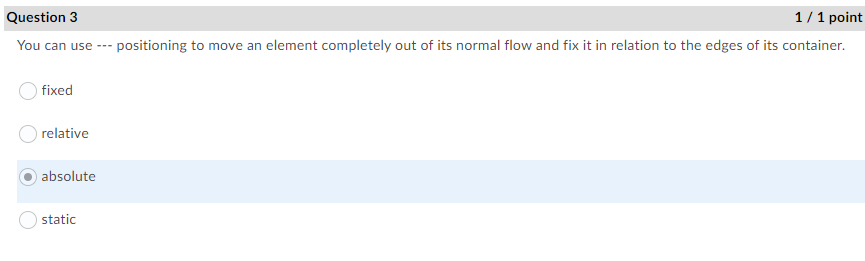 Question 3 1 / 1 point
You can use --- positioning to move an element completely out of its normal flow and fix it in relation to the edges of its container.
fixed
relative
absolute
static